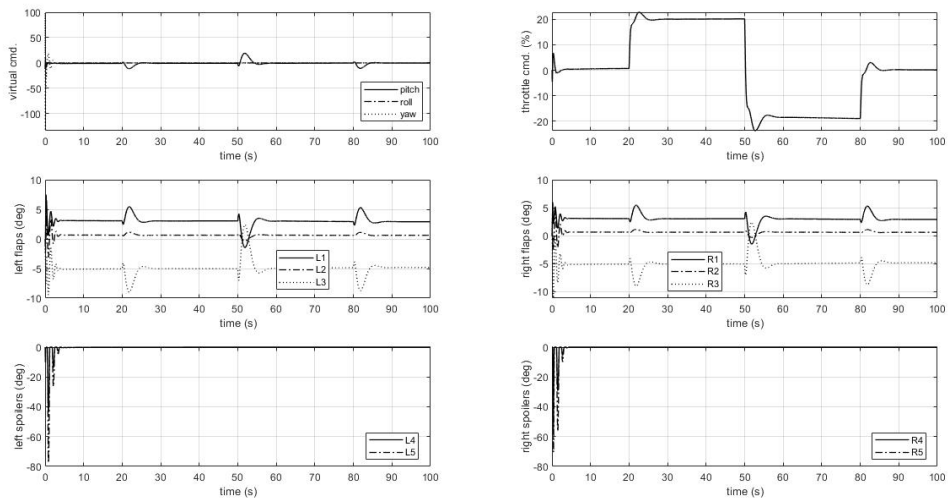 virtual cmd.
100
50
0
-50
-100
pitch
roll
yaw
0 10 20 30 40 50 60 70 80 90 100
time (s)
throttle cmd. (%)
20
10
0
-10
-20
0 10 20 30 40 50 60 70 80 90 100
time (s)
left flaps (deg)
10
5
0
-5
-10
L1
L2
L3
0 10 20 30 40 50 60 70 80 90 100
time (s)
right flaps (deg)
10
5
0
-5
-10
R1
R2
R3
0 10 20 30 40 50 60 70 80 90 100
time (s)
left spoilers (deg)
0
-20
-40
-60
-80
L4
L5
0 10 20 30 40 50 60 70 80 90 100
time (s)
right spoilers (deg)
0
-20
-40
-60
-80
R4
R5
0 10 20 30 40 50 60 70 80 90 100
time (s)